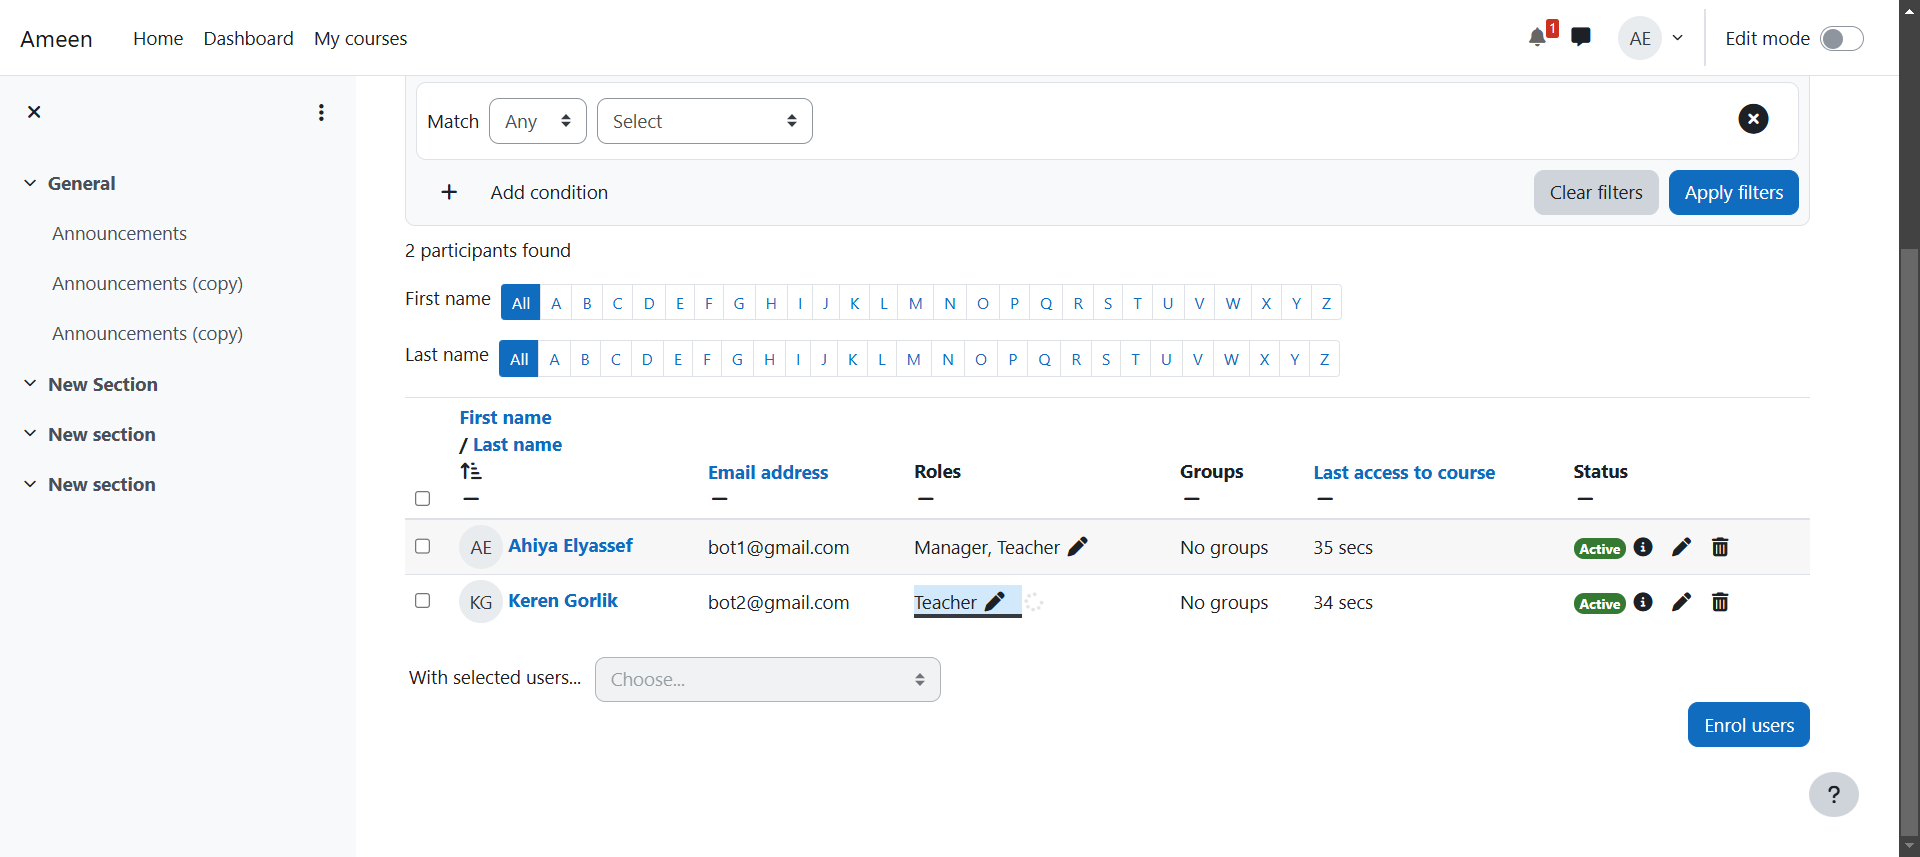 Ameen Home Dashboard My courses 1 AE Edit mode
General
Announcements
Announcements (copy)
Announcements (copy)
New Section
New section
New section
Match Any Select
Add condition Clear filters Apply filters
2 participants found
First name All A B C D E F G H I J K L M N O P Q R S T U V W X Y Z
Last name All A B C D E F G H I J K L M N O P Q R S T U V W X Y Z
First name
/ Last name
Email address Roles Groups Last access to course Status
AE Ahiya Elyassef bot1@gmail.com Manager, Teacher No groups 35 secs Active
KG Keren Gorlik bot2@gmail.com Teacher No groups 34 secs Active
With selected users... Choose...
Enrol users
?